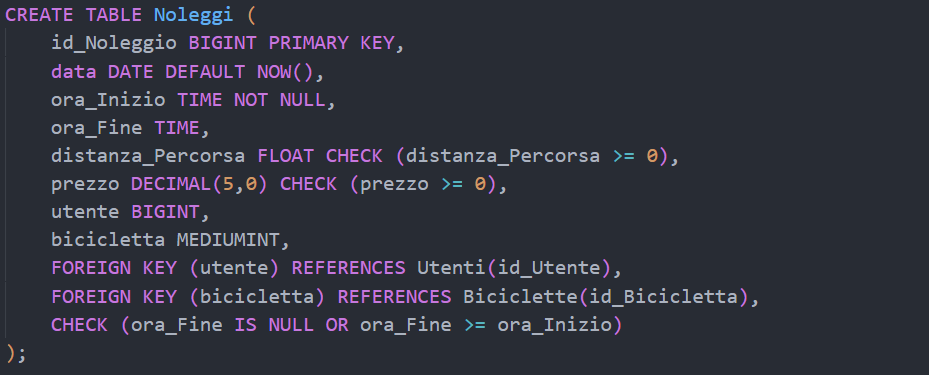 CREATE TABLE Noleggi (
    id_Noleggio BIGINT PRIMARY KEY,
    data DATE DEFAULT NOW(),
    ora_Inizio TIME NOT NULL,
    ora_Fine TIME,
    distanza_Percorsa FLOAT CHECK (distanza_Percorsa >= 0),
    prezzo DECIMAL(5,0) CHECK (prezzo >= 0),
    utente BIGINT,
    bicicletta MEDIUMINT,
    FOREIGN KEY (utente) REFERENCES Utenti(id_Utente),
    FOREIGN KEY (bicicletta) REFERENCES Biciclette(id_Bicicletta),
    CHECK (ora_Fine IS NULL OR ora_Fine >= ora_Inizio)
);